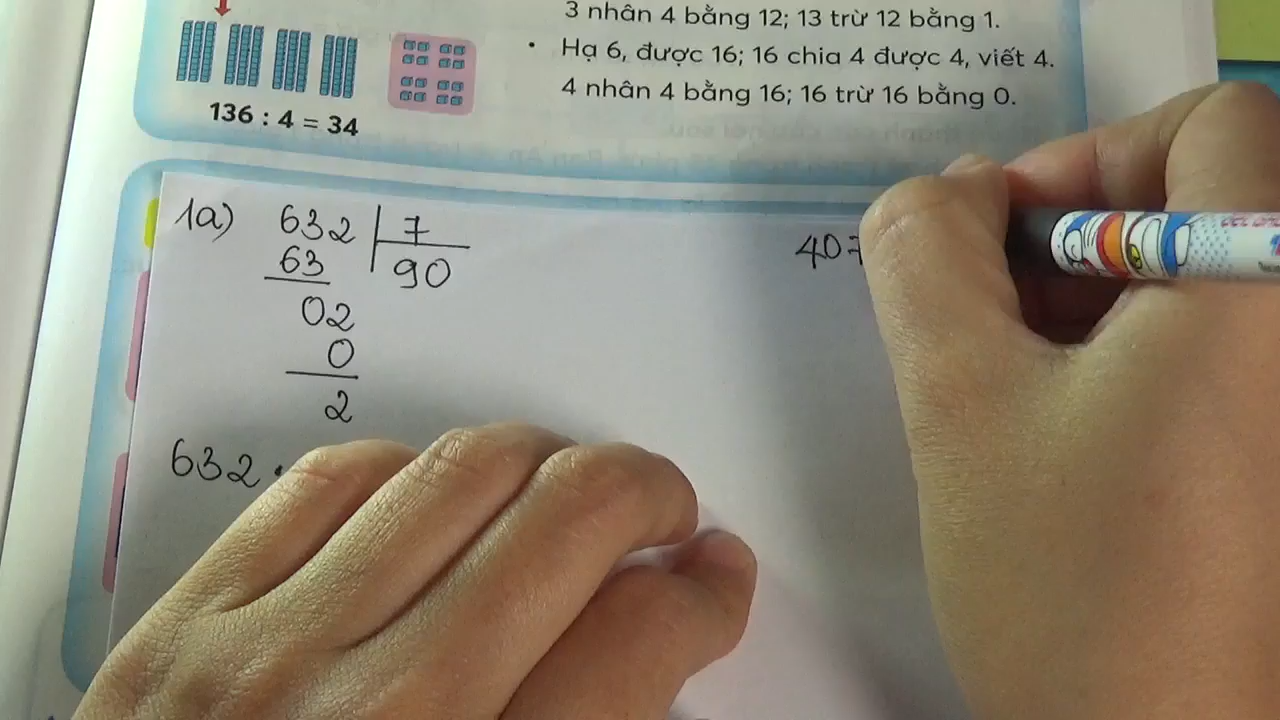 3 nhân 4 bằng 12; 13 trừ 12 bằng 1.
• Hạ 6, được 16; 16 chia 4 được 4, viết 4.
4 nhân 4 bằng 16; 16 trừ 16 bằng 0.
136 : 4 = 34
1a) 632 7
63 90
02
0
2
407
632